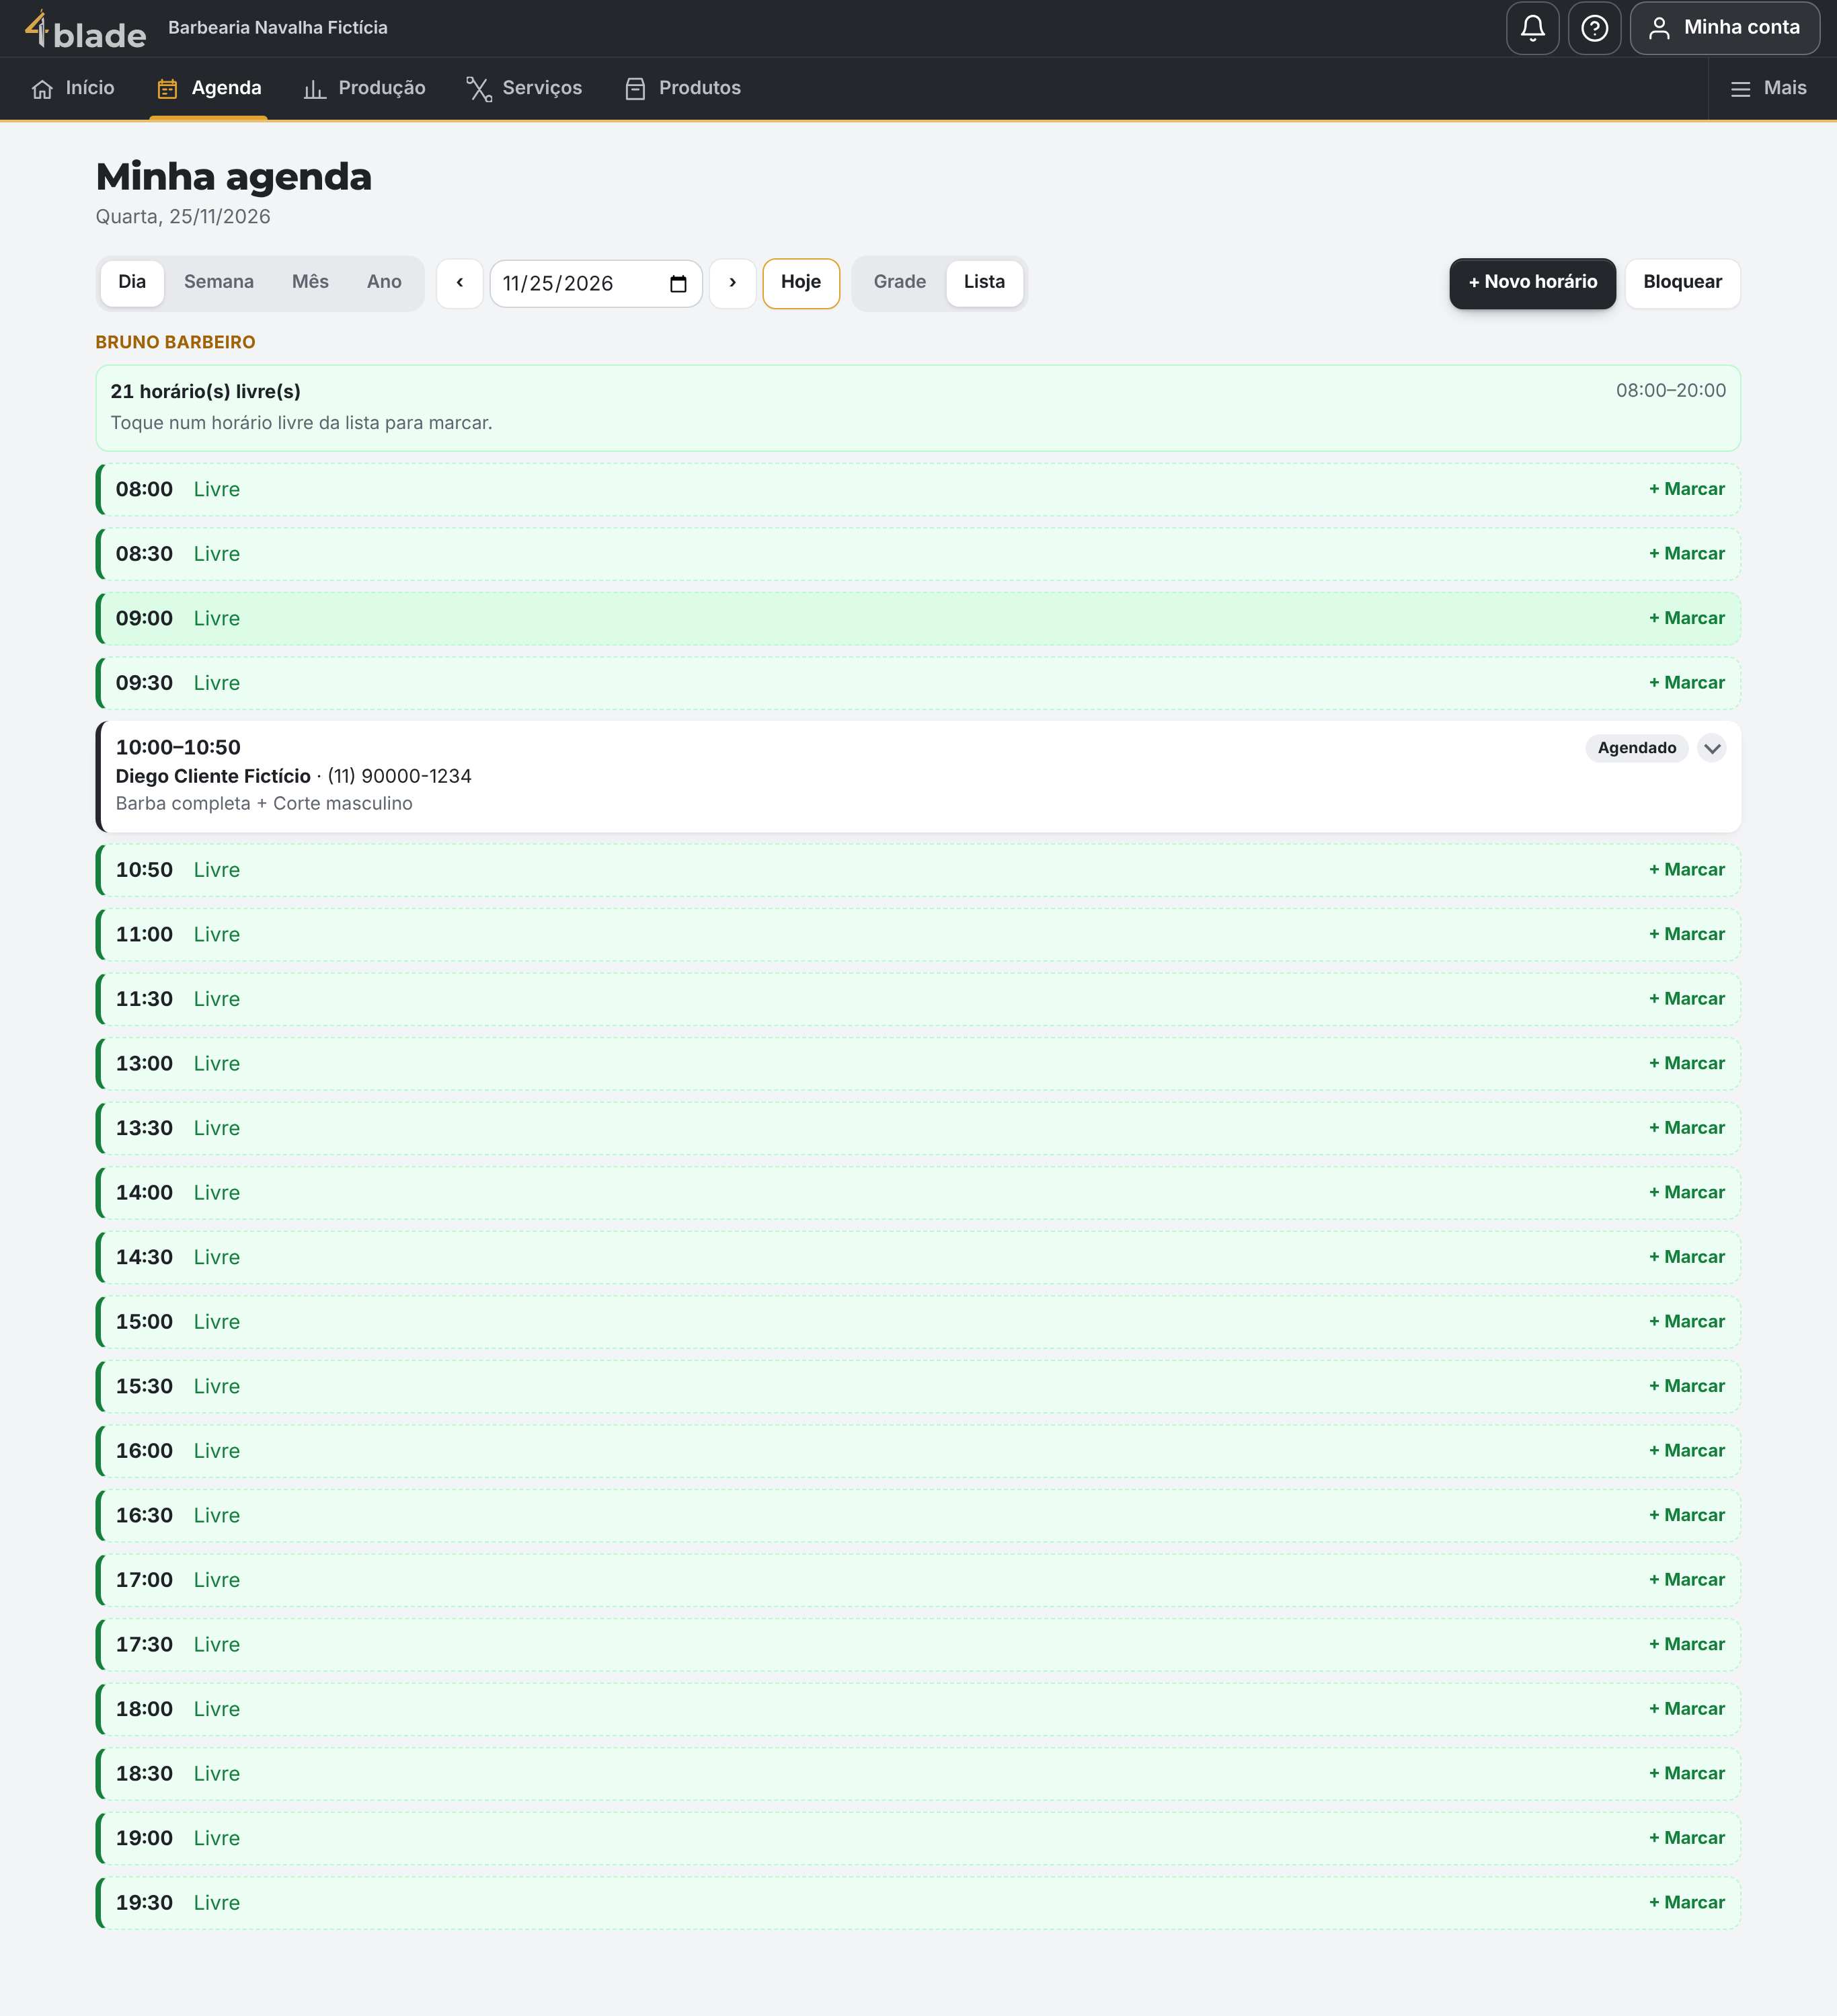 4blade Barbearia Navalha Fictícia Minha conta
Início Agenda Produção Serviços Produtos Mais
Minha agenda
Quarta, 25/11/2026
Dia Semana Mês Ano ‹ 11/25/2026 › Hoje Grade Lista + Novo horário Bloquear
BRUNO BARBEIRO
21 horário(s) livre(s) 08:00–20:00
Toque num horário livre da lista para marcar.
08:00 Livre + Marcar
08:30 Livre + Marcar
09:00 Livre + Marcar
09:30 Livre + Marcar
10:00–10:50 Agendado
Diego Cliente Fictício · (11) 90000-1234
Barba completa + Corte masculino
10:50 Livre + Marcar
11:00 Livre + Marcar
11:30 Livre + Marcar
13:00 Livre + Marcar
13:30 Livre + Marcar
14:00 Livre + Marcar
14:30 Livre + Marcar
15:00 Livre + Marcar
15:30 Livre + Marcar
16:00 Livre + Marcar
16:30 Livre + Marcar
17:00 Livre + Marcar
17:30 Livre + Marcar
18:00 Livre + Marcar
18:30 Livre + Marcar
19:00 Livre + Marcar
19:30 Livre + Marcar